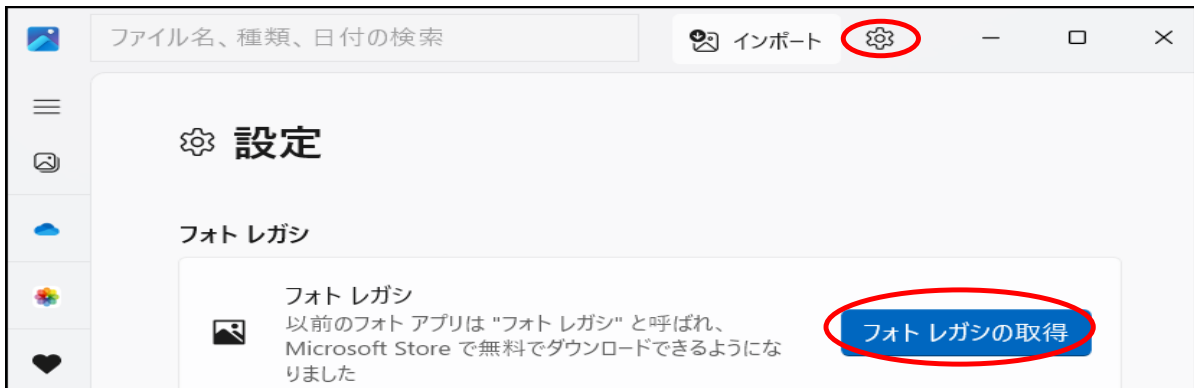 ファイル名、種類、日付の検索
インポート
設定
フォト レガシ
フォト レガシ
以前のフォト アプリは "フォト レガシ" と呼ばれ、
Microsoft Store で無料でダウンロードできるようにな
りました
フォト レガシの取得